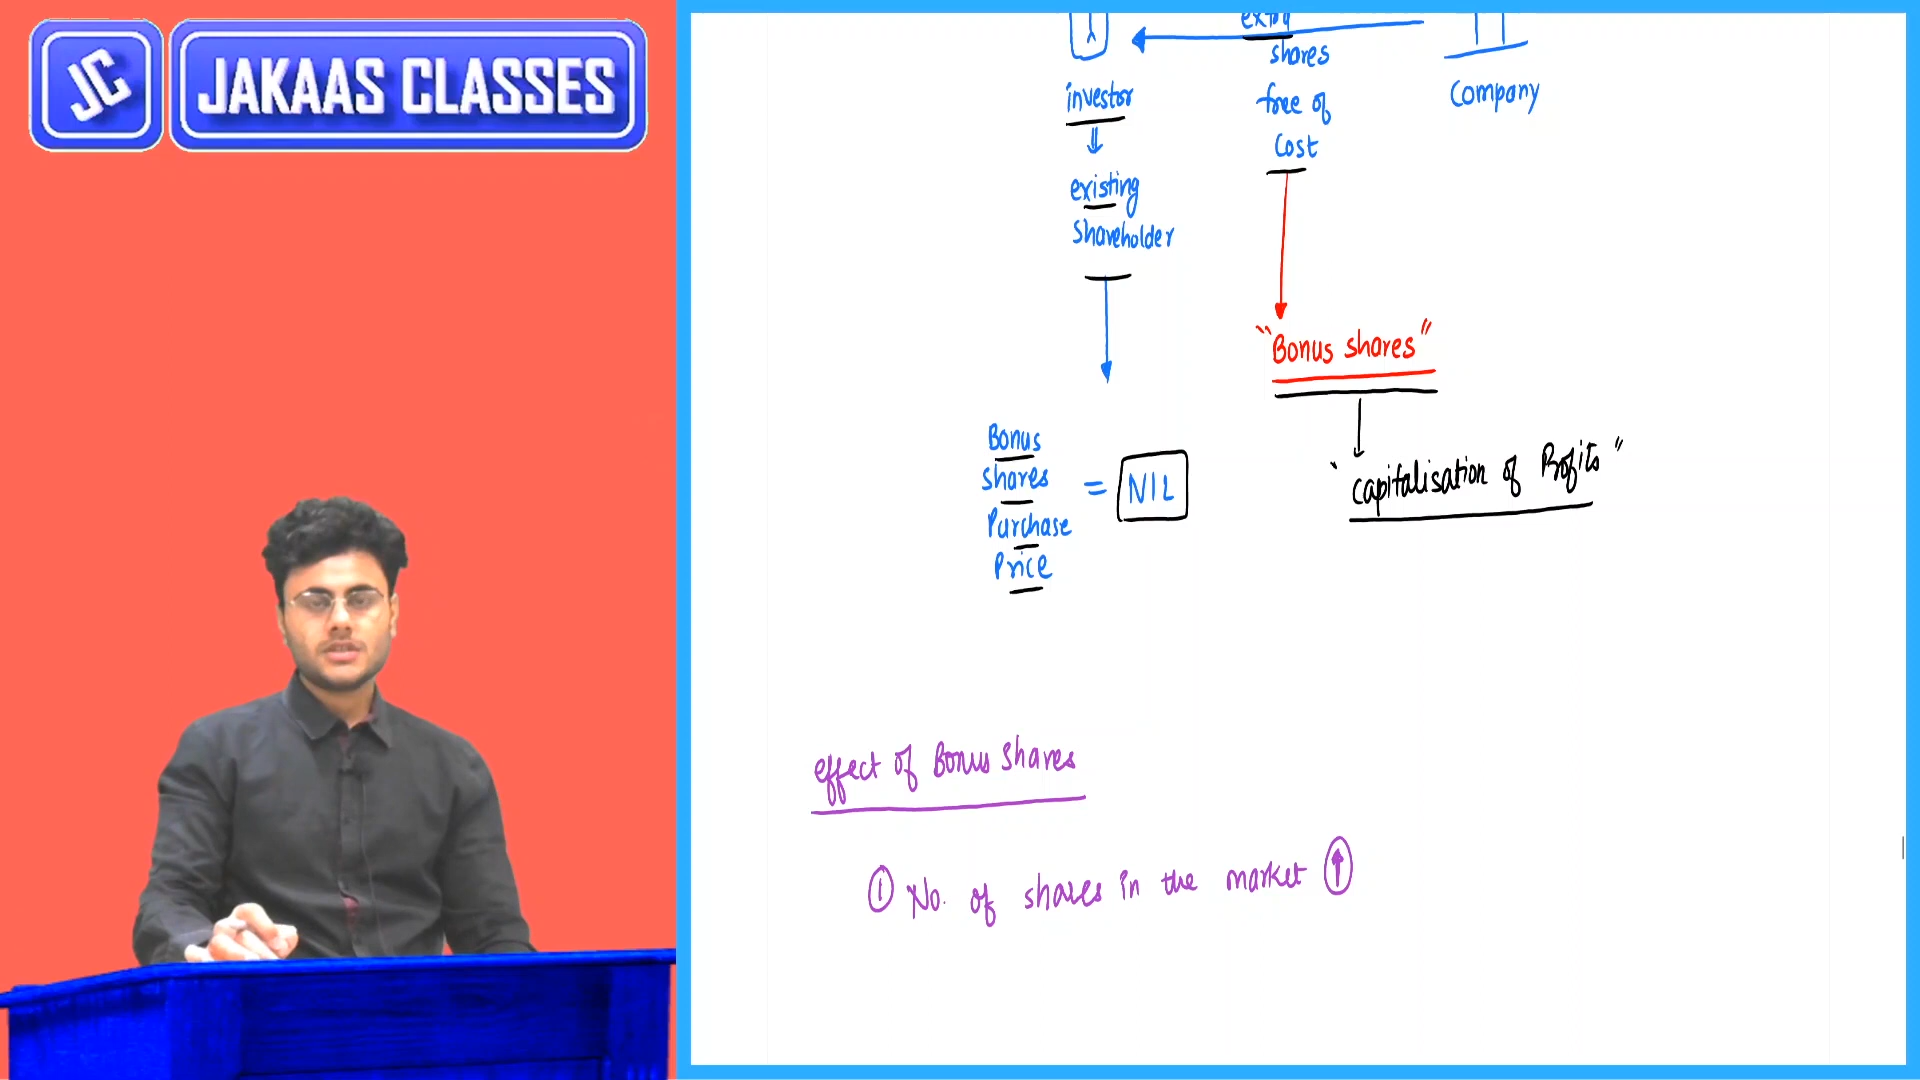 JC
JAKAAS CLASSES
shares
investor
free of
Company
Cost
existing
Shareholder
"Bonus shares"
Bonus
shares
Purchase
Price
= NIL
"capitalisation of Profits"
effect of Bonus Shares
① No. of shares in the market ↑